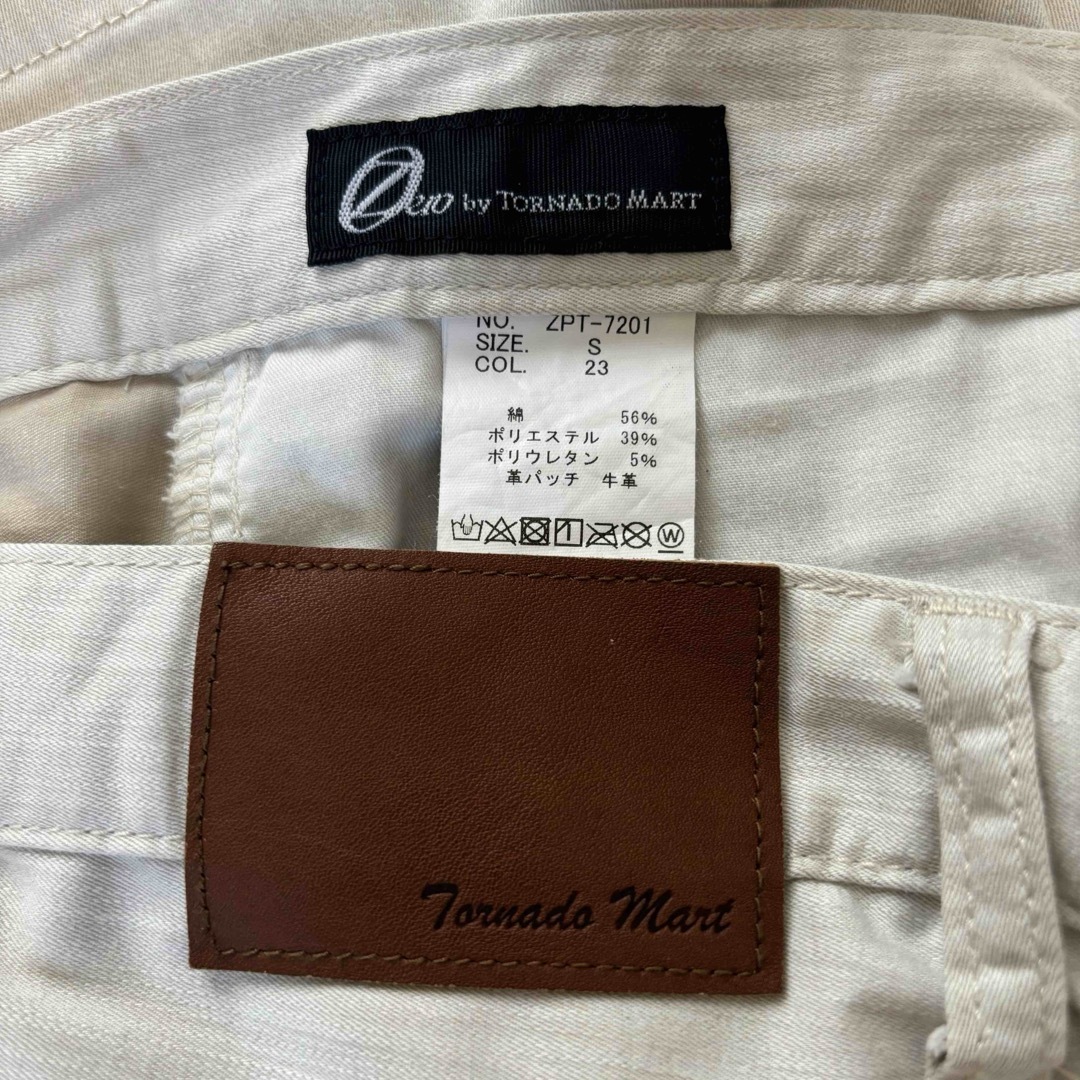 Zero by TORNADO MART
NO. ZPT-7201
SIZE. S
COL. 23
綿 56%
ポリエステル 39%
ポリウレタン 5%
革パッチ 牛革
W
Tornado Mart